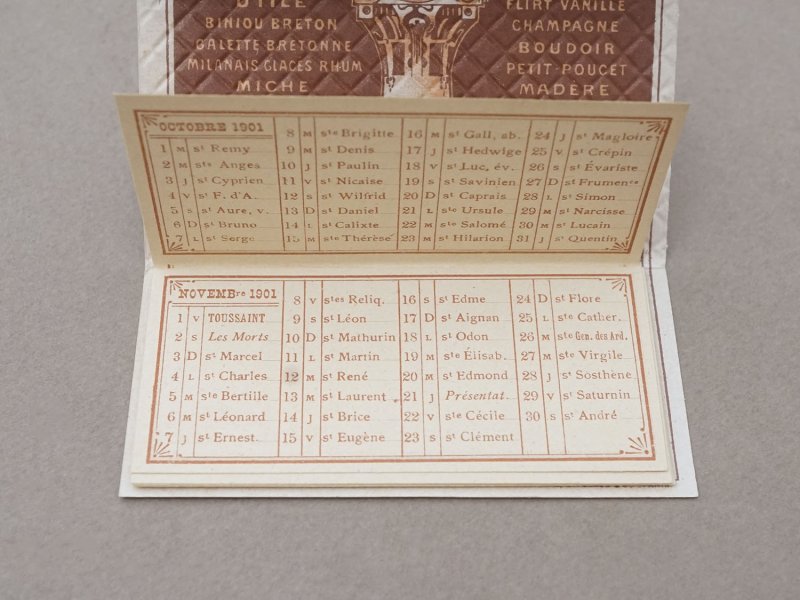 D'UZÈ
BINIOU BRETON
GALETTE BRETONNE
MILANAIS GLACES RHUM
MICHE
FLIRT VANILLE
CHAMPAGNE
BOUDOIR
PETIT-POUCET
MADÈRE
OCTOBRE 1901
1 M st Remy
2 M sts Anges
3 J st Cyprien
4 V st F. d'A.
5 S st Aure, v.
6 D st Bruno
7 L st Serge
8 M ste Brigitte
9 M st Denis
10 J st Paulin
11 V st Nicaise
12 S st Wilfrid
13 D st Daniel
14 L st Calixte
15 M ste Thérèse
16 M st Gall, ab.
17 J st Hedwige
18 V st Luc, év.
19 S st Savinien
20 D st Caprais
21 L ste Ursule
22 M ste Salomé
23 M st Hilarion
24 J st Magloire
25 V st Crépin
26 S st Évariste
27 D st Frumence
28 L st Simon
29 M st Narcisse
30 M st Lucain
31 J st Quentin
NOVEMBre 1901
1 V TOUSSAINT
2 S Les Morts
3 D st Marcel
4 L st Charles
5 M ste Bertille
6 M st Léonard
7 J st Ernest.
8 V stes Reliq.
9 S st Léon
10 D st Mathurin
11 L st Martin
12 M st René
13 M st Laurent
14 J st Brice
15 V st Eugène
16 S st Edme
17 D st Aignan
18 L st Odon
19 M ste Élisab.
20 M st Edmond
21 J Présentat.
22 V ste Cécile
23 S st Clément
24 D st Flore
25 L ste Cather.
26 M ste Gen. des Ard.
27 M ste Virgile
28 J st Sosthène
29 V st Saturnin
30 S st André